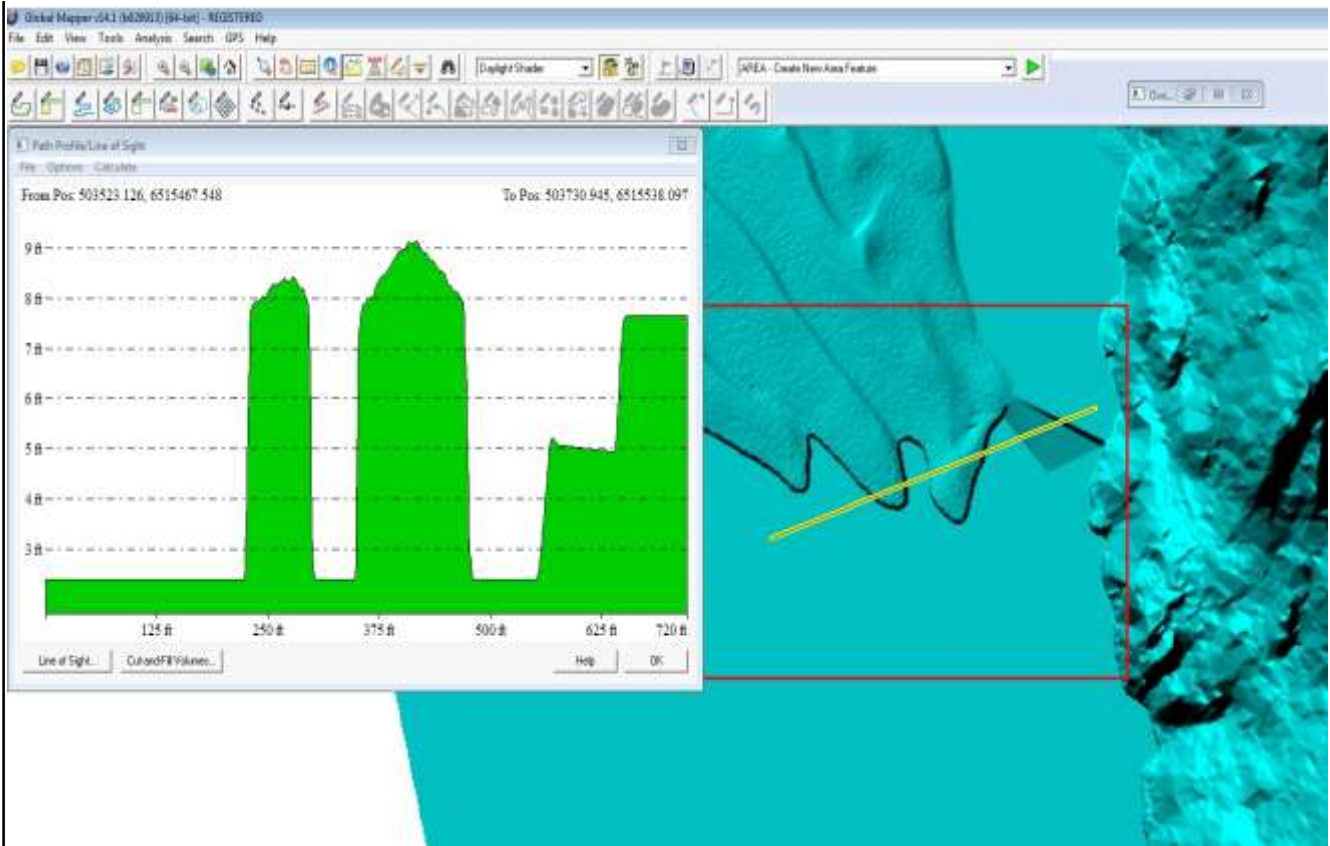 Global Mapper v14.1 (b020913) [64-bit] - REGISTERED
File Edit View Tools Analysis Search GPS Help
Daylight Shader
AREA - Create New Area Feature
Path Profile/Line of Sight
File Options Calculate
From Pos: 503523.126, 6515467.548
To Pos: 503730.945, 6515538.097
9 ft
8 ft
7 ft
6 ft
5 ft
4 ft
3 ft
125 ft 250 ft 375 ft 500 ft 625 ft 720 ft
Line of Sight... Cut-and-Fill Volumes... Help OK